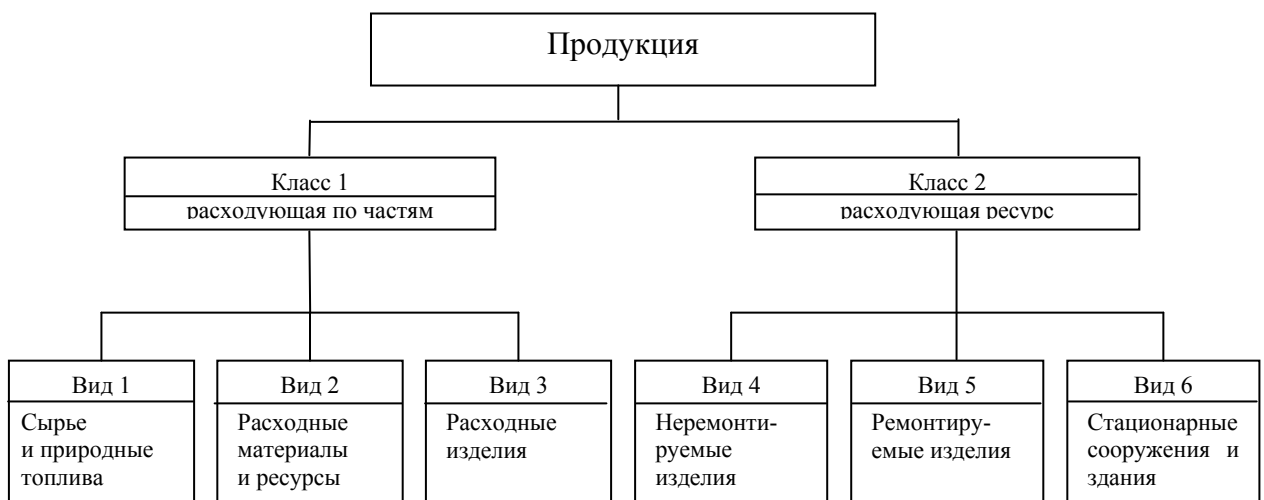 Продукция
Класс 1
расходующая по частям
Класс 2
расходующая ресурс
Вид 1
Сырье
и природные
топлива
Вид 2
Расходные
материалы
и ресурсы
Вид 3
Расходные
изделия
Вид 4
Неремонти-
руемые
изделия
Вид 5
Ремонтиру-
емые изделия
Вид 6
Стационарные
сооружения и
здания